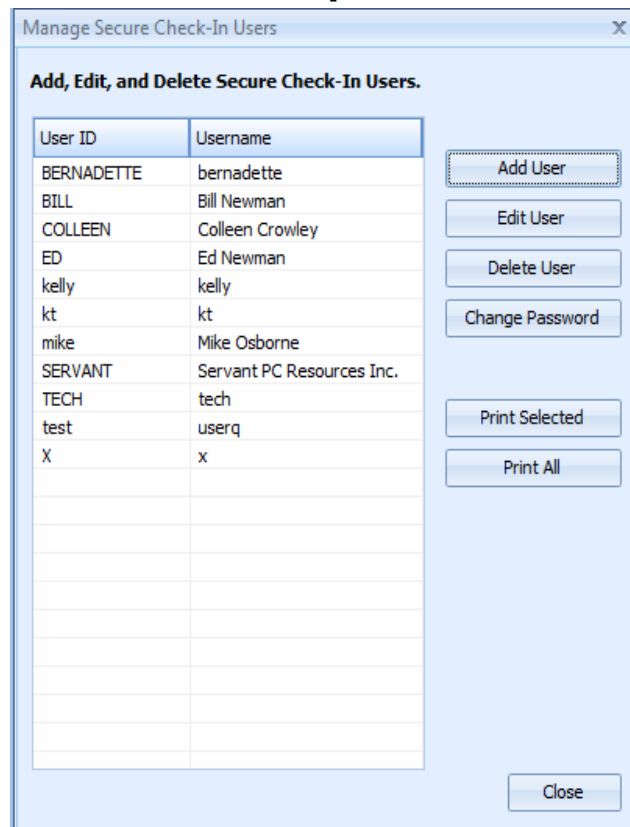 Manage Secure Check-In Users X
Add, Edit, and Delete Secure Check-In Users.
User ID Username
BERNADETTE bernadette
BILL Bill Newman
COLLEEN Colleen Crowley
ED Ed Newman
kelly kelly
kt kt
mike Mike Osborne
SERVANT Servant PC Resources Inc.
TECH tech
test userq
X x
Add User
Edit User
Delete User
Change Password
Print Selected
Print All
Close